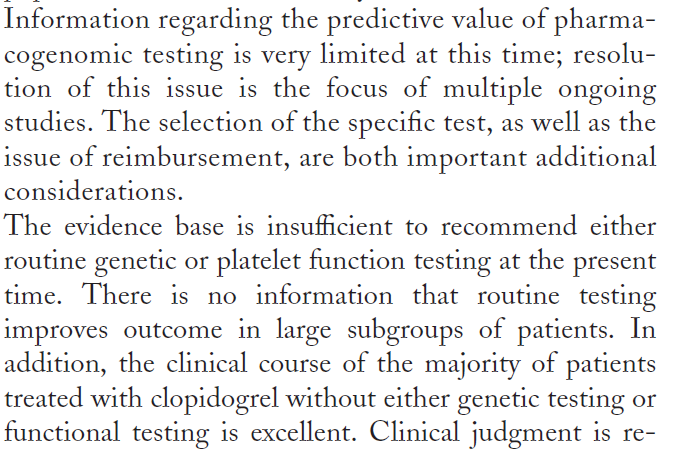 Information regarding the predictive value of pharma-
cogenomic testing is very limited at this time; resolu-
tion of this issue is the focus of multiple ongoing
studies. The selection of the specific test, as well as the
issue of reimbursement, are both important additional
considerations.
The evidence base is insufficient to recommend either
routine genetic or platelet function testing at the present
time. There is no information that routine testing
improves outcome in large subgroups of patients. In
addition, the clinical course of the majority of patients
treated with clopidogrel without either genetic testing or
functional testing is excellent. Clinical judgment is re-